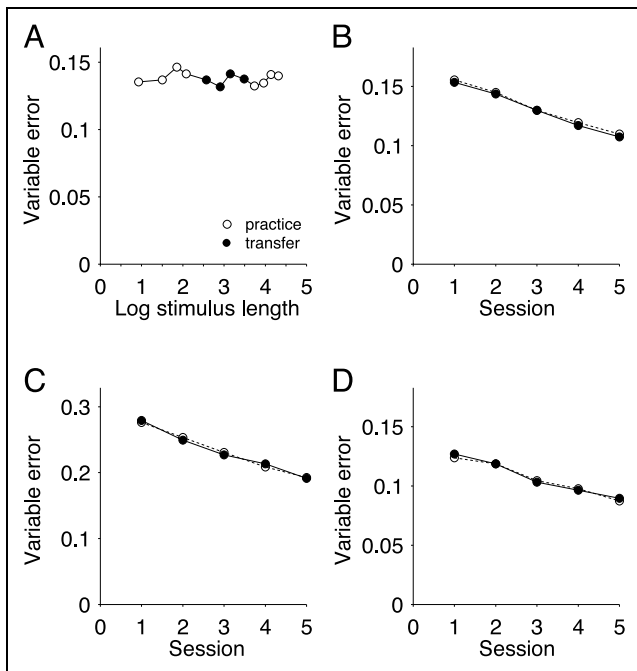 A
Variable error
0.15
0.1
0.05
0
practice
transfer
0 1 2 3 4 5
Log stimulus length
B
Variable error
0.15
0.1
0.05
0
0 1 2 3 4 5
Session
C
Variable error
0.3
0.2
0.1
0
0 1 2 3 4 5
Session
D
Variable error
0.15
0.1
0.05
0
0 1 2 3 4 5
Session